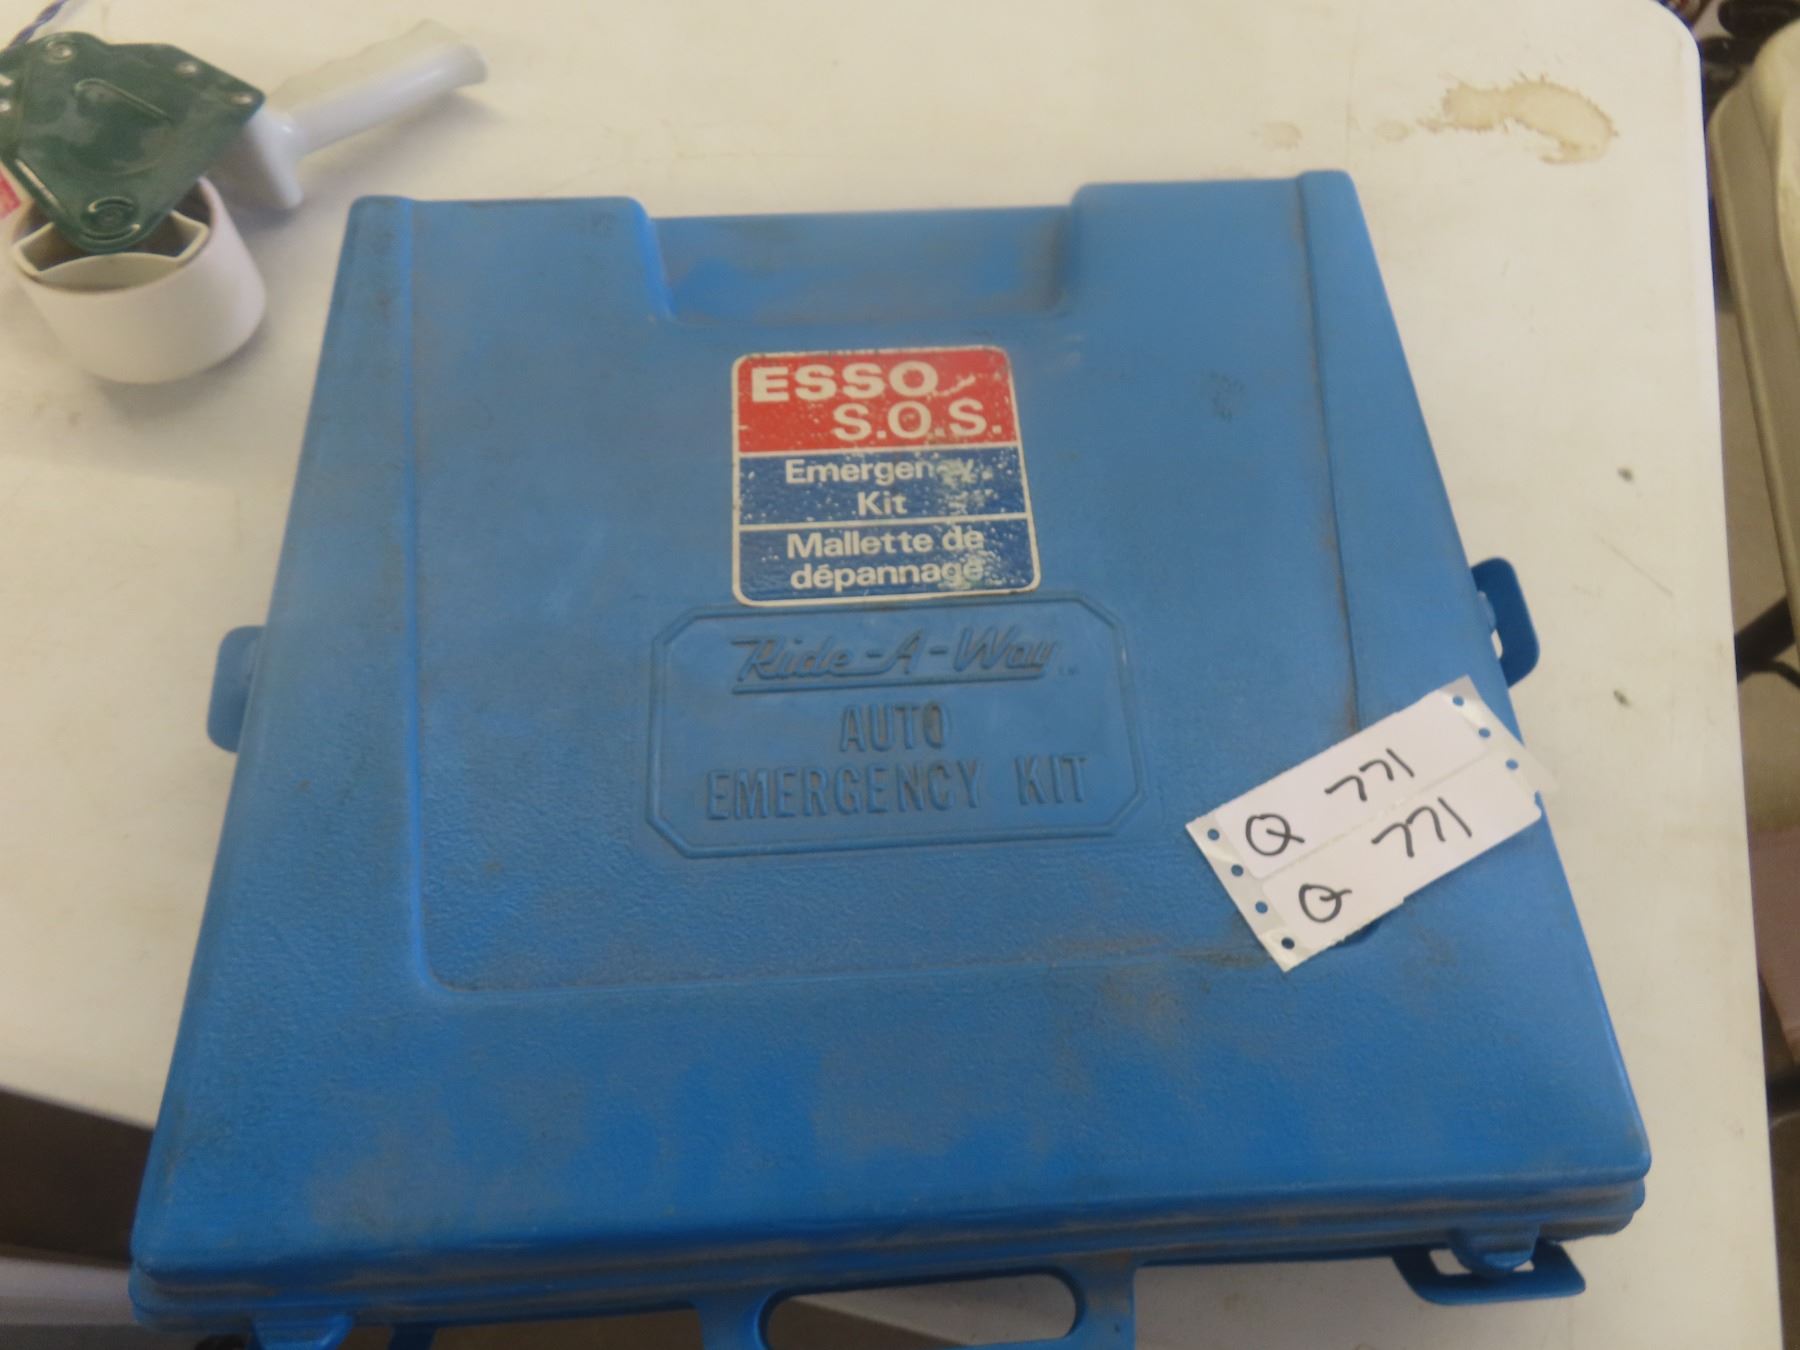 ESSO
S.O.S.
Emergency
Kit
Mallette de
dépannage
Ride-A-Way
AUTO
EMERGENCY KIT
Q 771
Q 771